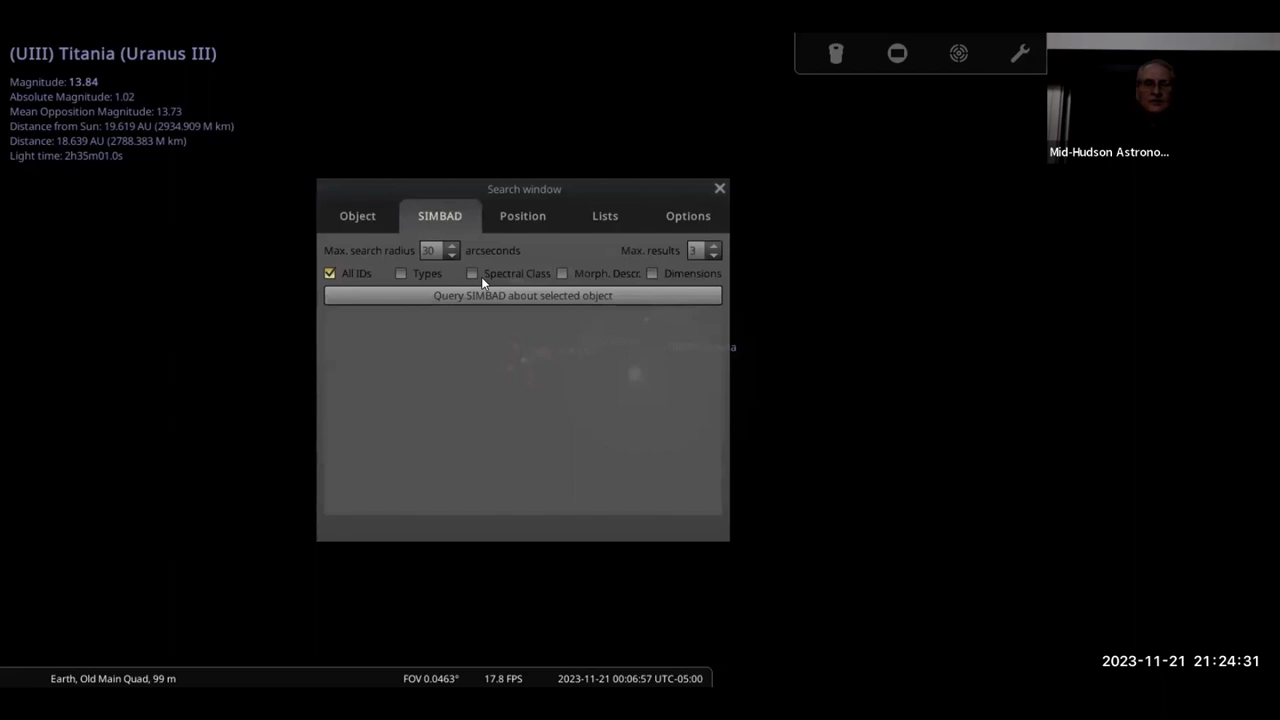 (UIII) Titania (Uranus III)
Magnitude: 13.84
Absolute Magnitude: 1.02
Mean Opposition Magnitude: 13.73
Distance from Sun: 19.619 AU (2934.909 M km)
Distance: 18.639 AU (2788.383 M km)
Light time: 2h35m01.0s
Mid-Hudson Astrono...
Search window
Object SIMBAD Position Lists Options
Max. search radius 30 arcseconds Max. results 3
All IDs Types Spectral Class Morph. Descr. Dimensions
Query SIMBAD about selected object
a
2023-11-21 21:24:31
Earth, Old Main Quad, 99 m FOV 0.0463° 17.8 FPS 2023-11-21 00:06:57 UTC-05:00